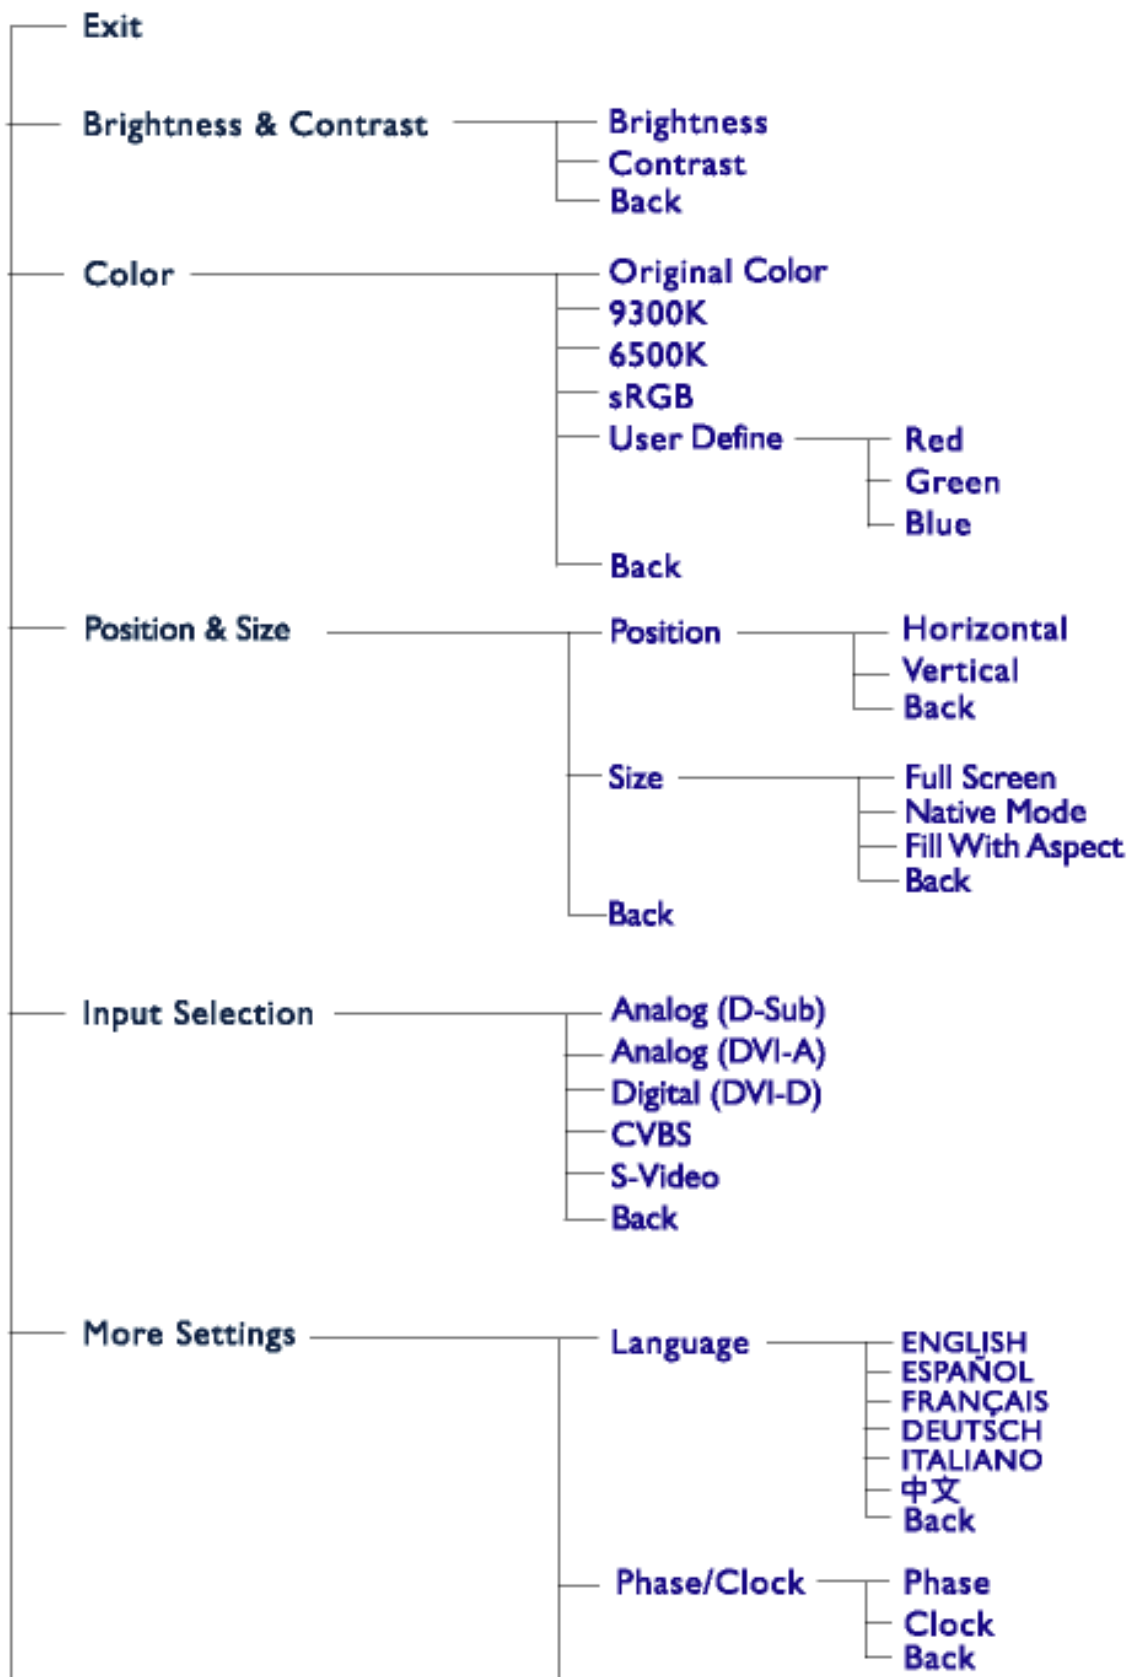 Exit
Brightness & Contrast
Brightness
Contrast
Back
Color
Original Color
9300K
6500K
sRGB
User Define
Red
Green
Blue
Back
Position & Size
Position
Horizontal
Vertical
Back
Size
Full Screen
Native Mode
Fill With Aspect
Back
Back
Input Selection
Analog (D-Sub)
Analog (DVI-A)
Digital (DVI-D)
CVBS
S-Video
Back
More Settings
Language
ENGLISH
ESPAÑOL
FRANÇAIS
DEUTSCH
ITALIANO
中文
Back
Phase/Clock
Phase
Clock
Back